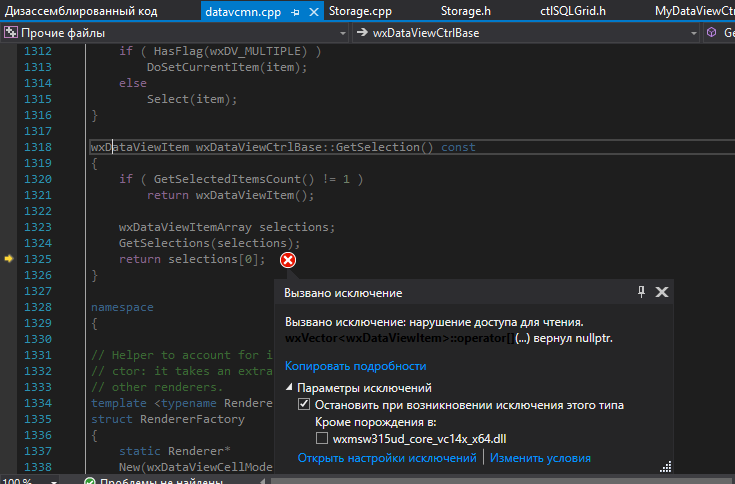 Дизассемблированный код datavcmn.cpp Storage.cpp Storage.h ctlSQLGrid.h MyDataViewCt
Прочие файлы wxDataViewCtrlBase Ge
1312 if ( HasFlag(wxDV_MULTIPLE) )
1313 DoSetCurrentItem(item);
1314 else
1315 Select(item);
1316 }
1317
1318 wxDataViewItem wxDataViewCtrlBase::GetSelection() const
1319 {
1320 if ( GetSelectedItemsCount() != 1 )
1321 return wxDataViewItem();
1322
1323 wxDataViewItemArray selections;
1324 GetSelections(selections);
1325 return selections[0];
1326 }
1327
1328 namespace
1329 {
1330
1331 // Helper to account for i
1332 // ctor: it takes an extra
1333 // other renderers.
1334 template <typename Rendere
1335 struct RendererFactory
1336 {
1337 static Renderer*
1338 New(wxDataViewCellMode
Вызвано исключение
Вызвано исключение: нарушение доступа для чтения.
wxVector<wxDataViewItem>::operator[](...) вернул nullptr.
Копировать подробности
Параметры исключений
Остановить при возникновении исключения этого типа
Кроме порождения в:
wxmsw315ud_core_vc14x_x64.dll
Открыть настройки исключений | Изменить условия
100 % Проблемы не найдены